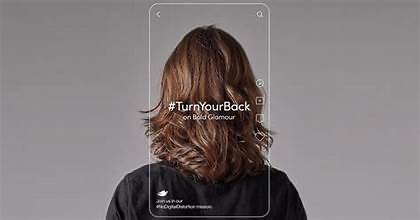 #TurnYourBack
on Bold Glamour
Join us in our
#NoDigitalDistortion mission.